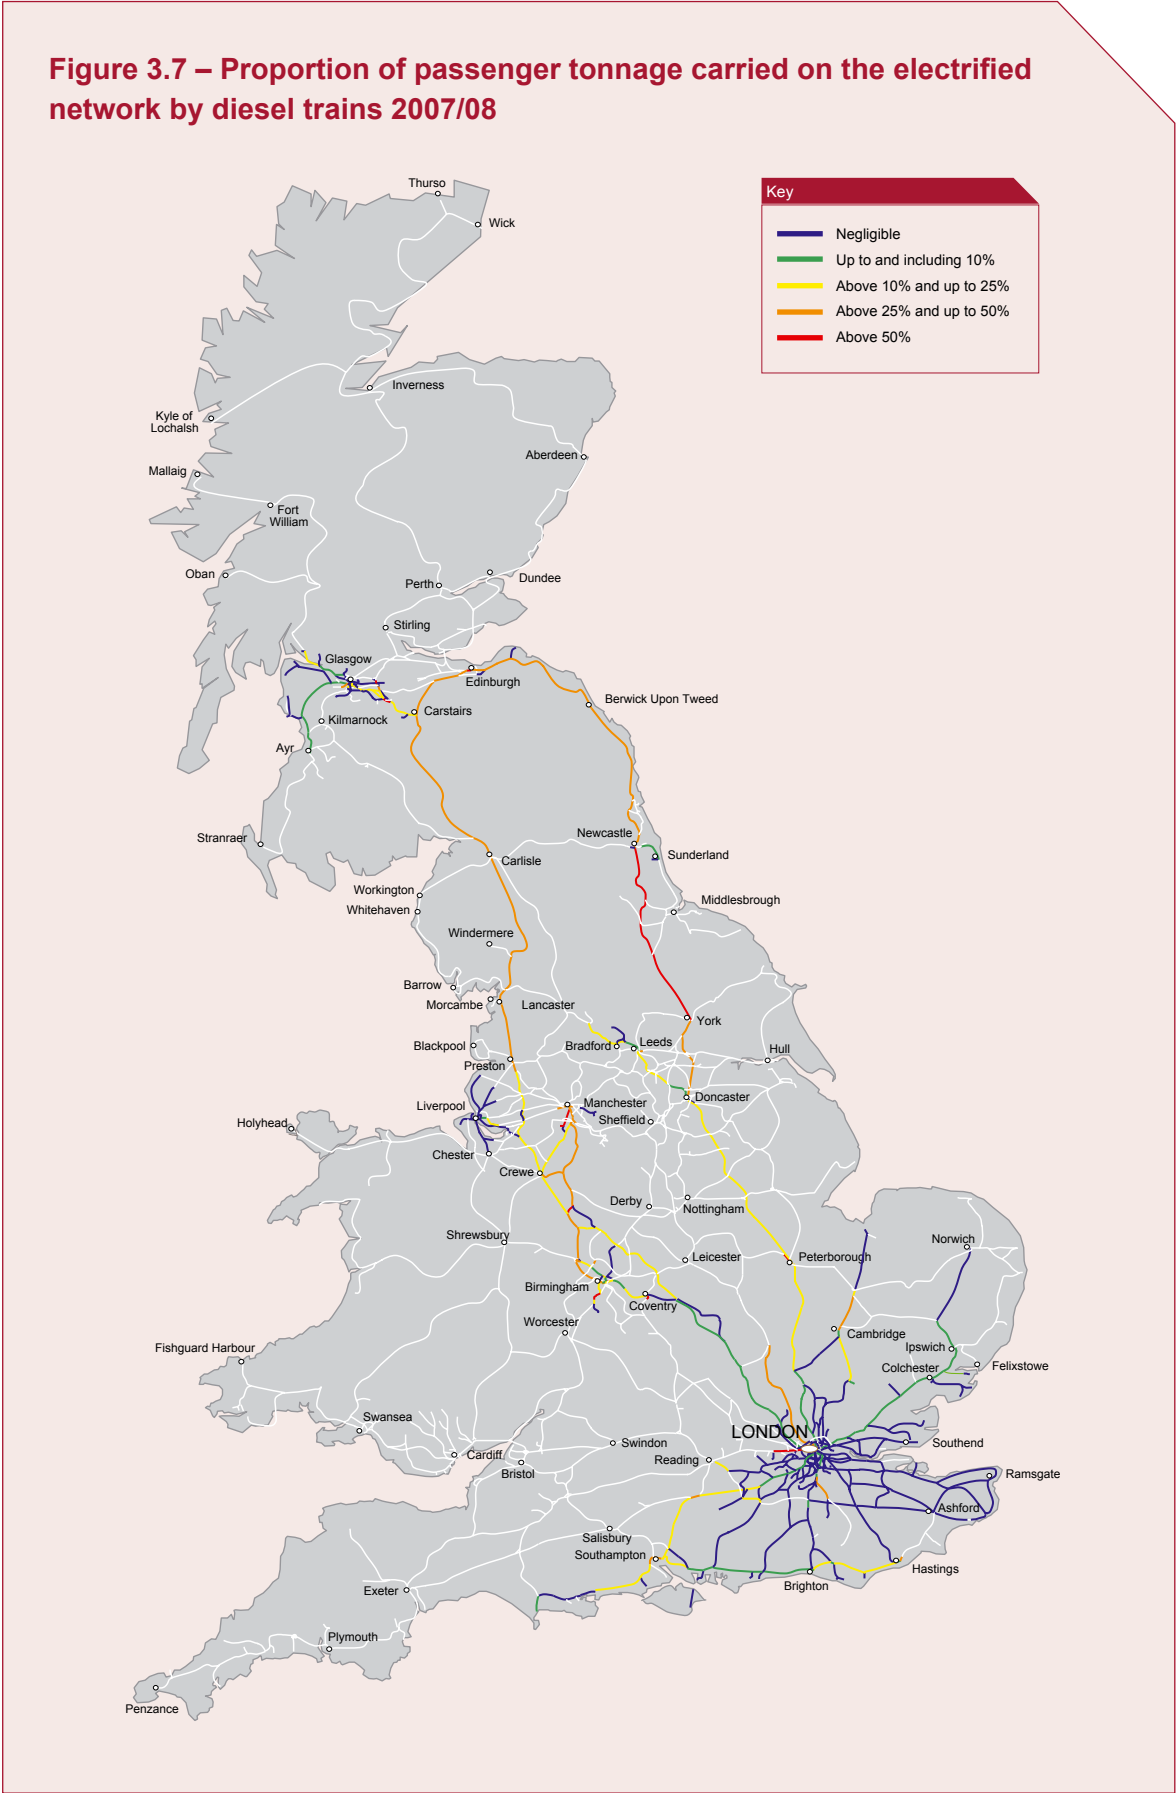 Figure 3.7 – Proportion of passenger tonnage carried on the electrified
network by diesel trains 2007/08
Key
Negligible
Up to and including 10%
Above 10% and up to 25%
Above 25% and up to 50%
Above 50%
Thurso
Wick
Inverness
Kyle of
Lochalsh
Aberdeen
Mallaig
Fort
William
Oban
Perth
Dundee
Stirling
Glasgow
Edinburgh
Berwick Upon Tweed
Carstairs
Kilmarnock
Ayr
Stranraer
Newcastle
Sunderland
Carlisle
Workington
Whitehaven
Middlesbrough
Windermere
Barrow
Morcambe
Lancaster
York
Blackpool
Bradford
Leeds
Hull
Preston
Doncaster
Liverpool
Manchester
Sheffield
Holyhead
Chester
Crewe
Derby
Nottingham
Shrewsbury
Leicester
Peterborough
Norwich
Birmingham
Coventry
Worcester
Cambridge
Ipswich
Fishguard Harbour
Colchester
Felixstowe
Swansea
LONDON
Southend
Swindon
Cardiff
Reading
Bristol
Ramsgate
Ashford
Salisbury
Southampton
Hastings
Brighton
Exeter
Plymouth
Penzance